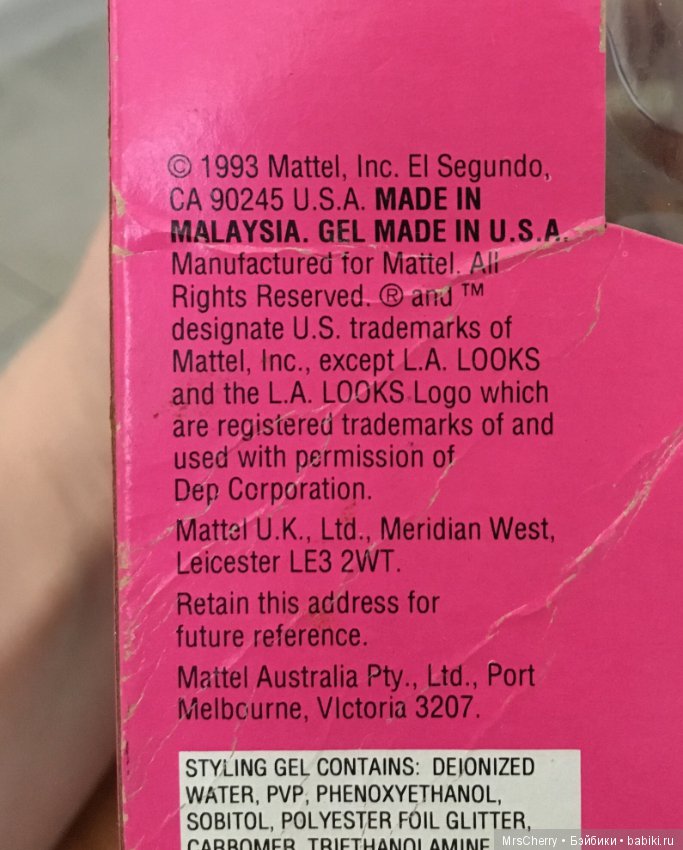 © 1993 Mattel, Inc. El Segundo,
CA 90245 U.S.A. MADE IN
MALAYSIA. GEL MADE IN U.S.A.
Manufactured for Mattel. All
Rights Reserved. ® and ™
designate U.S. trademarks of
Mattel, Inc., except L.A. LOOKS
and the L.A. LOOKS Logo which
are registered trademarks of and
used with permission of
Dep Corporation.
Mattel U.K., Ltd., Meridian West,
Leicester LE3 2WT.
Retain this address for
future reference.
Mattel Australia Pty., Ltd., Port
Melbourne, VIctoria 3207.
STYLING GEL CONTAINS: DEIONIZED
WATER, PVP, PHENOXYETHANOL,
SOBITOL, POLYESTER FOIL GLITTER,
CARBOMER, TRIETHANOLAMINE
MrsCherry • Бэйбики • babiki.ru